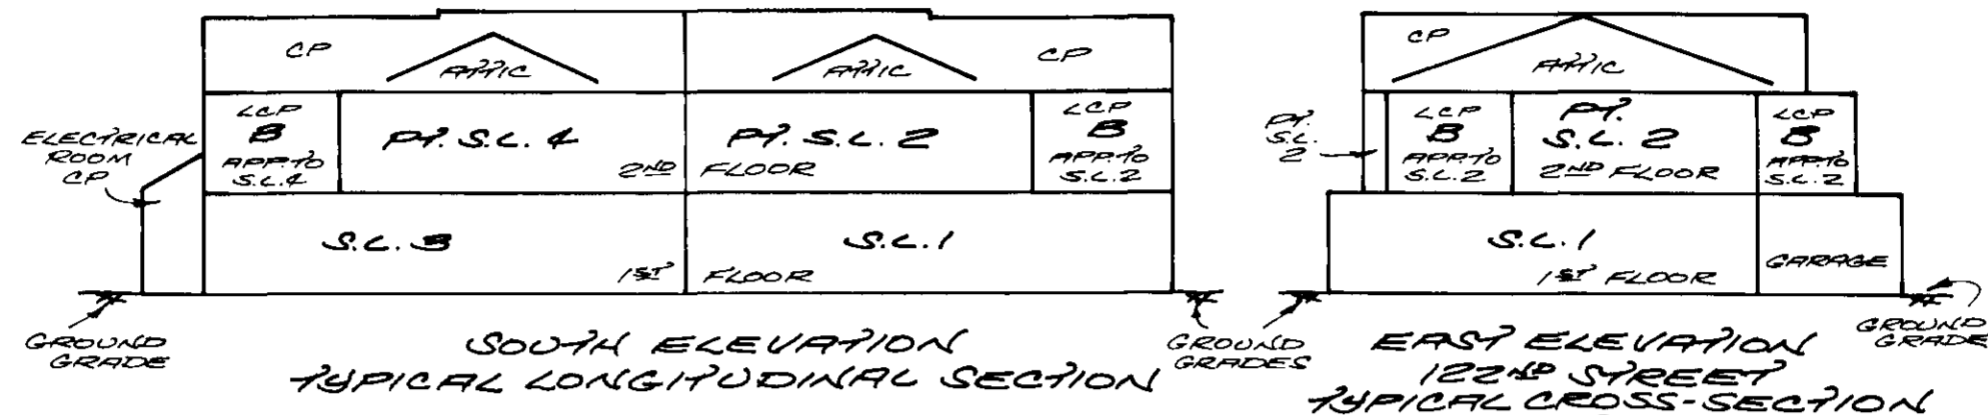 CP
ATTIC
ATTIC
CP
ELECTRICAL
ROOM
CP
LCP
B
APP. TO
S.L. 4
PT. S.L. 4
2ND
PT. S.L. 2
FLOOR
LCP
B
APP. TO
S.L. 2
S.L. 3
1ST
S.L. 1
FLOOR
GROUND
GRADE
SOUTH ELEVATION
TYPICAL LONGITUDINAL SECTION
GROUND
GRADES
CP
ATTIC
PT.
S.L.
2
LCP
B
APP. TO
S.L. 2
PT.
S.L. 2
2ND FLOOR
LCP
B
APP. TO
S.L. 2
S.L. 1
1ST FLOOR
GARAGE
GROUND
GRADE
EAST ELEVATION
122ND STREET
TYPICAL CROSS-SECTION